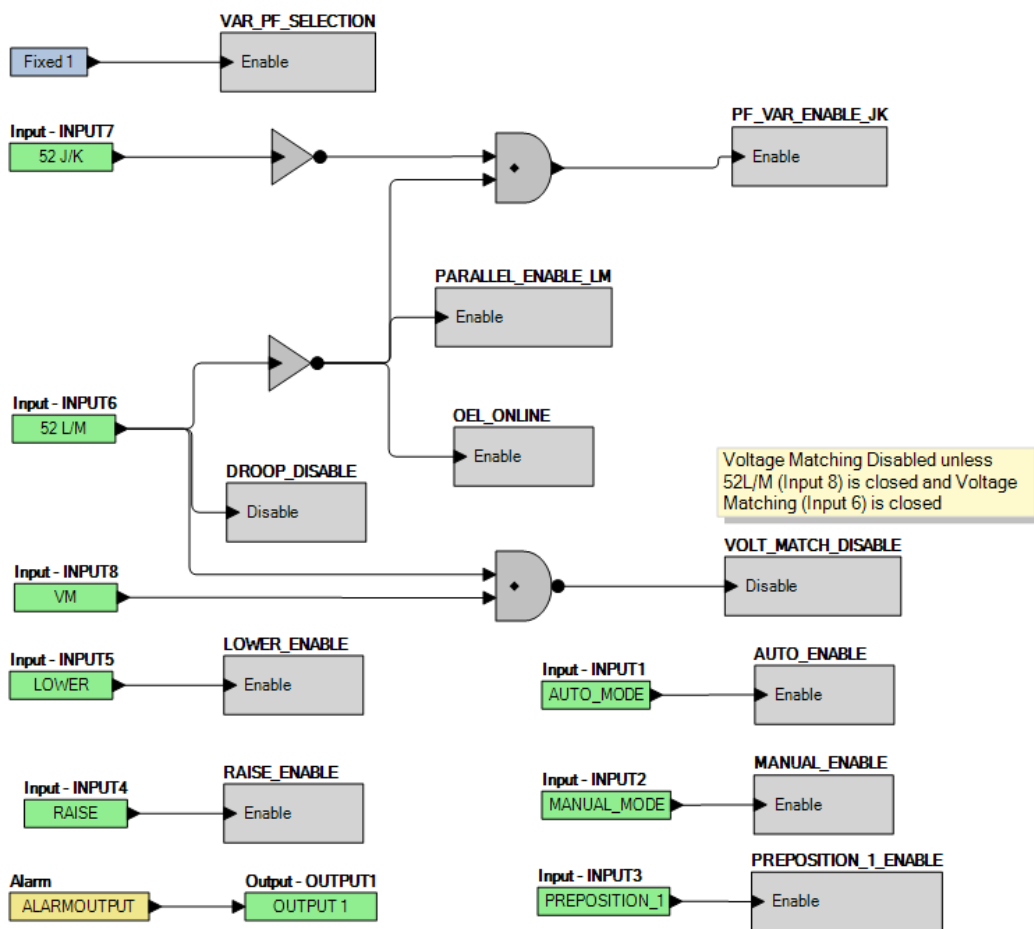 VAR_PF_SELECTION
Fixed 1
Enable
Input - INPUT7
52 J/K
PF_VAR_ENABLE_JK
Enable
PARALLEL_ENABLE_LM
Enable
Input - INPUT6
52 L/M
OEL_ONLINE
Enable
DROOP_DISABLE
Disable
Voltage Matching Disabled unless
52L/M (Input 8) is closed and Voltage
Matching (Input 6) is closed
Input - INPUT8
VM
VOLT_MATCH_DISABLE
Disable
Input - INPUT5
LOWER
LOWER_ENABLE
Enable
Input - INPUT1
AUTO_MODE
AUTO_ENABLE
Enable
Input - INPUT4
RAISE
RAISE_ENABLE
Enable
Input - INPUT2
MANUAL_MODE
MANUAL_ENABLE
Enable
Alarm
ALARMOUTPUT
Output - OUTPUT1
OUTPUT 1
Input - INPUT3
PREPOSITION_1
PREPOSITION_1_ENABLE
Enable